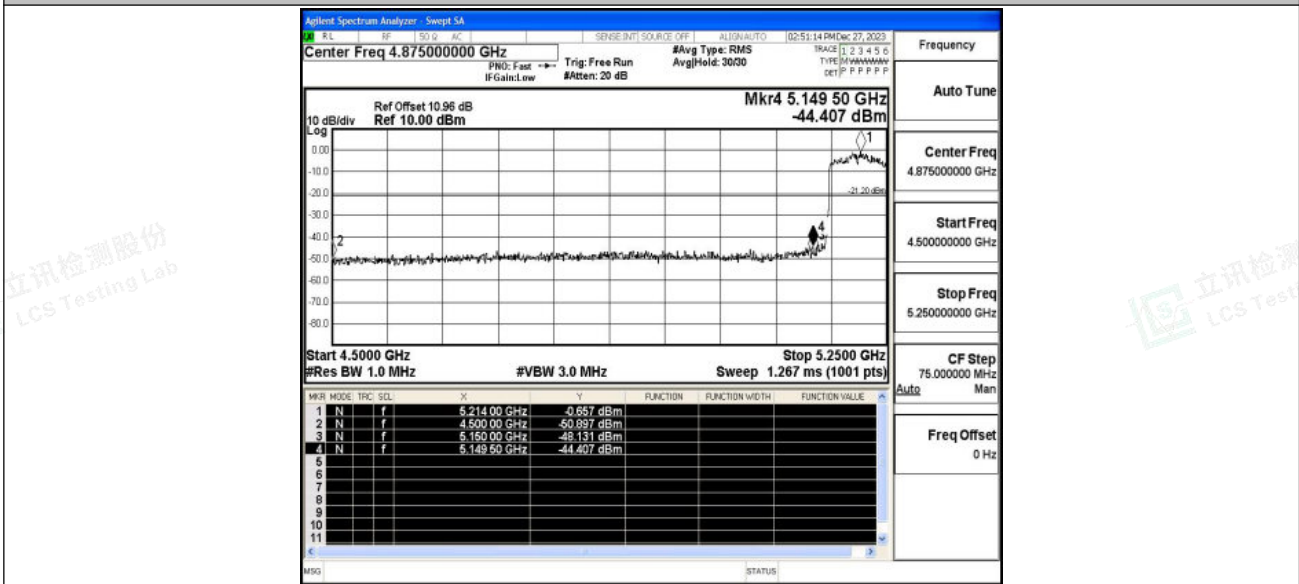 Agilent Spectrum Analyzer - Swept SA
RL RF 50 Ω AC SENSE:INT SOURCE OFF ALIGNAUTO 02:51:14 PM Dec 27, 2023
Center Freq 4.875000000 GHz
PNO: Fast
IFGain:Low
Trig: Free Run
#Atten: 20 dB
#Avg Type: RMS
Avg|Hold: 30/30
TRACE 1 2 3 4 5 6
TYPE M WWWWW
DET P P P P P P
Frequency
Auto Tune
Center Freq
4.875000000 GHz
Start Freq
4.500000000 GHz
Stop Freq
5.250000000 GHz
CF Step
75.000000 MHz
Auto Man
Freq Offset
0 Hz
Mkr4 5.149 50 GHz
-44.407 dBm
Ref Offset 10.96 dB
10 dB/div Ref 10.00 dBm
Log
0.00
-10.0
-20.0
-30.0
-40.0
-50.0
-60.0
-70.0
-80.0
1
-21.20 dBm
2
4
Start 4.5000 GHz Stop 5.2500 GHz
#Res BW 1.0 MHz #VBW 3.0 MHz Sweep 1.267 ms (1001 pts)
MKR MODE TRC SCL X Y FUNCTION FUNCTION WIDTH FUNCTION VALUE
1 N f 5.214 00 GHz -0.657 dBm
2 N f 4.500 00 GHz -50.897 dBm
3 N f 5.150 00 GHz -48.131 dBm
4 N f 5.149 50 GHz -44.407 dBm
5
6
7
8
9
10
11
MSG STATUS
立讯检测股份
LCS Testing Lab
立讯检测
LCS Test